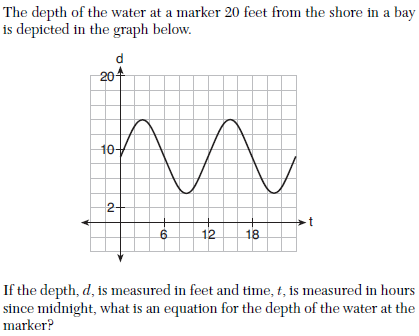 The depth of the water at a marker 20 feet from the shore in a bay
is depicted in the graph below.
d
20
10
2
t
6 12 18
If the depth, d, is measured in feet and time, t, is measured in hours
since midnight, what is an equation for the depth of the water at the
marker?